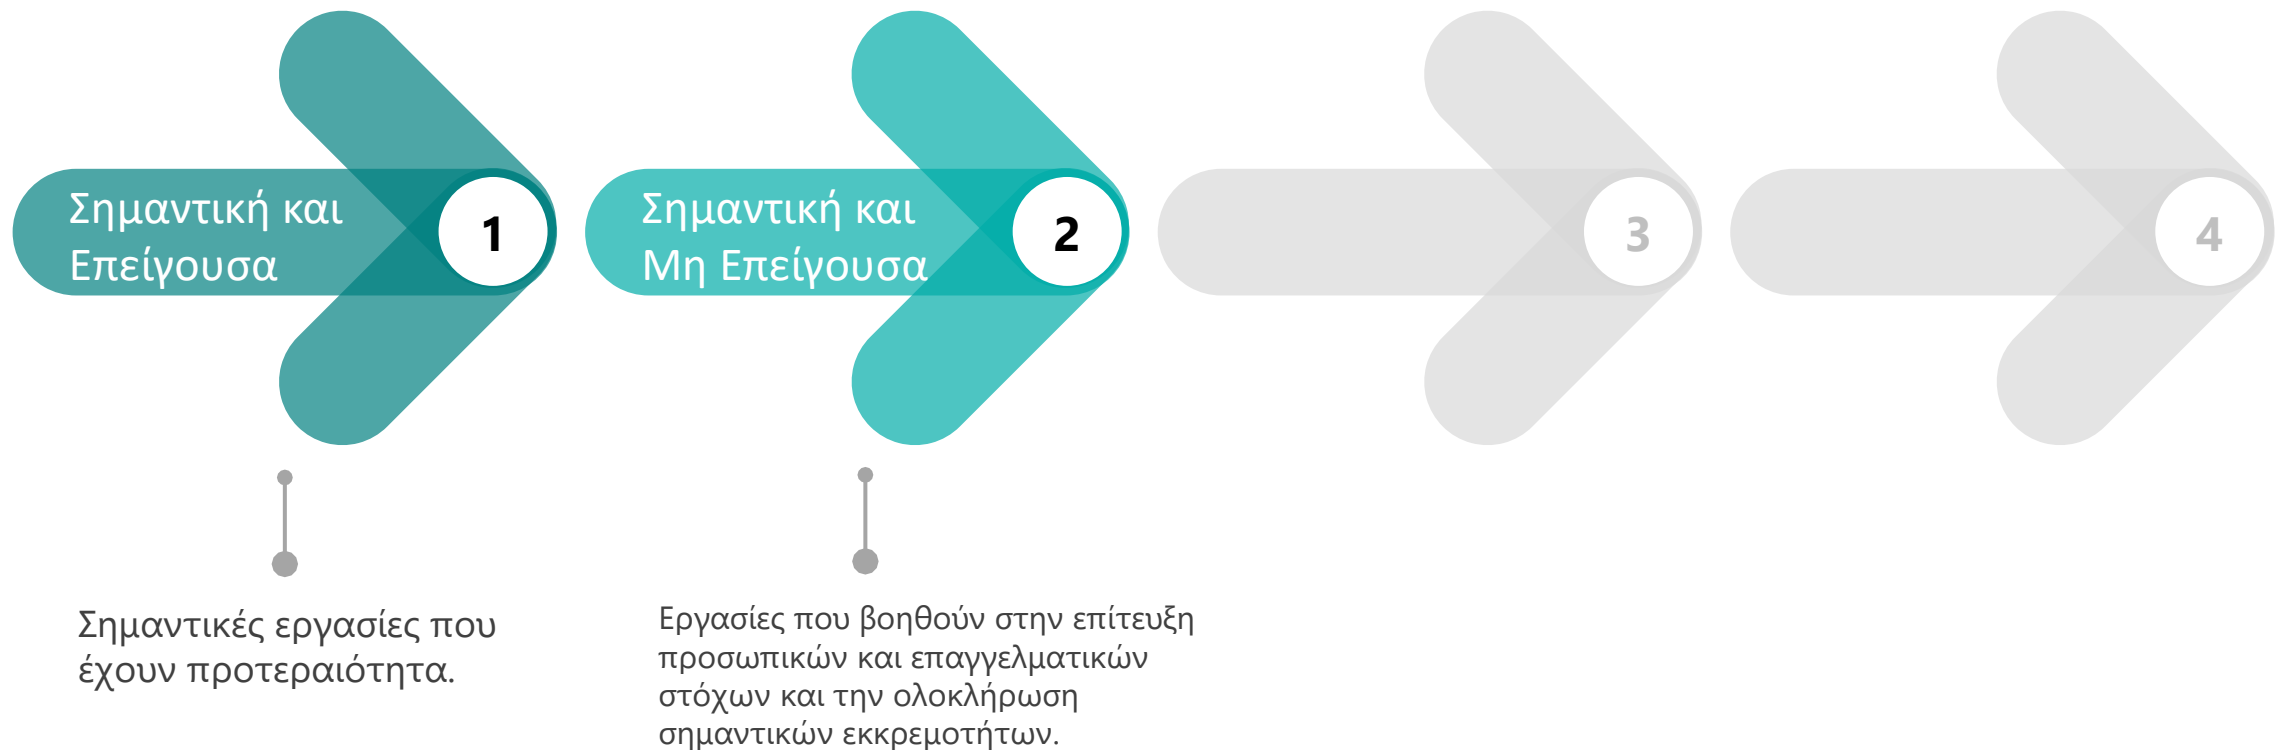 Σημαντική και
Επείγουσα
1
Σημαντική και
Μη Επείγουσα
2
3
4
Σημαντικές εργασίες που
έχουν προτεραιότητα.
Εργασίες που βοηθούν στην επίτευξη
προσωπικών και επαγγελματικών
στόχων και την ολοκλήρωση
σημαντικών εκκρεμοτήτων.